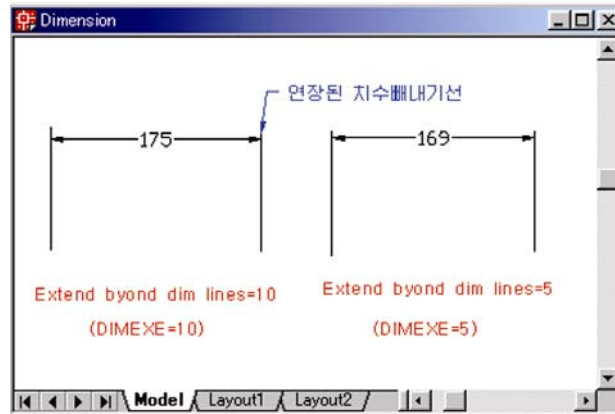 Dimension
연장된 치수빼내기선
175
169
Extend byond dim lines=10
(DIMEXE=10)
Extend byond dim lines=5
(DIMEXE=5)
Model
Layout1
Layout2